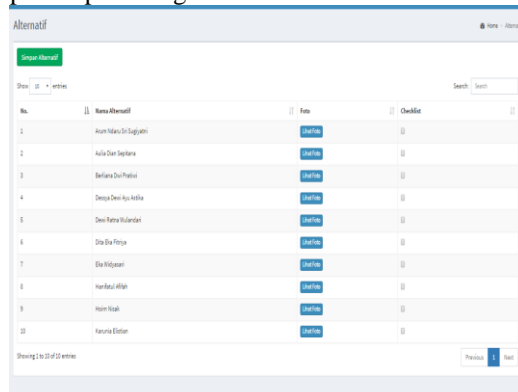 Alternatif
Home > Alterna
Simpan Alternatif
Show 10 entries
Search: Search
No. Nama Alternatif Foto Checklist
1 Arum Ndaru Sri Sugiyatni Lihat Foto
2 Aulia Dian Septiana Lihat Foto
3 Berliana Dwi Pratiwi Lihat Foto
4 Dessya Dewi Ayu Astika Lihat Foto
5 Dewi Ratna Wulandari Lihat Foto
6 Dita Eka Fitriya Lihat Foto
7 Eka Widyasari Lihat Foto
8 Hanifatul Afifah Lihat Foto
9 Hoirn Nisak Lihat Foto
10 Karunia Eliotian Lihat Foto
Showing 1 to 10 of 10 entries
Previous 1 Next